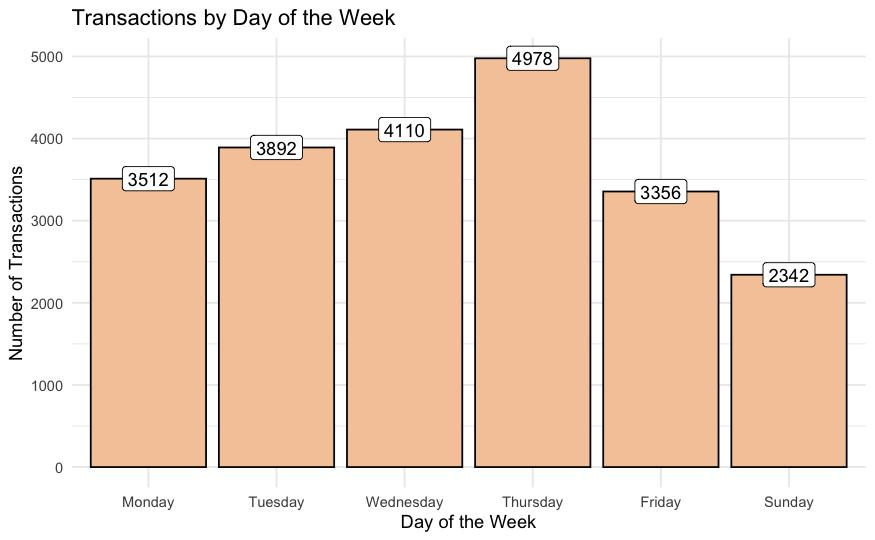 Transactions by Day of the Week
Number of Transactions
5000
4000
3000
2000
1000
0
3512
3892
4110
4978
3356
2342
Monday
Tuesday
Wednesday
Thursday
Friday
Sunday
Day of the Week